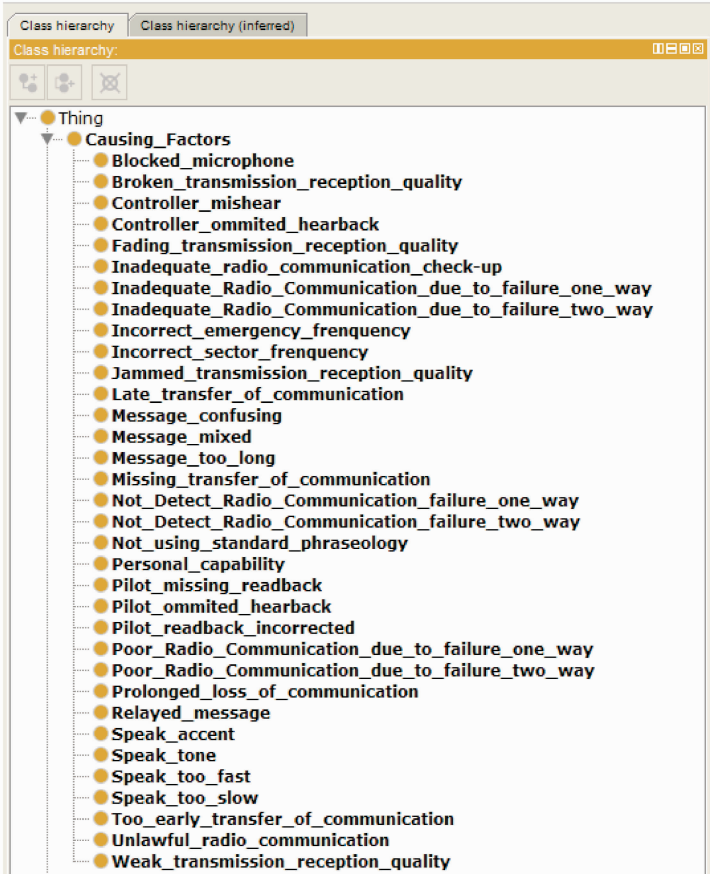 Class hierarchy Class hierarchy (inferred)
Class hierarchy:
Thing
Causing_Factors
Blocked_microphone
Broken_transmission_reception_quality
Controller_mishear
Controller_ommited_hearback
Fading_transmission_reception_quality
Inadequate_radio_communication_check-up
Inadequate_Radio_Communication_due_to_failure_one_way
Inadequate_Radio_Communication_due_to_failure_two_way
Incorrect_emergency_frenquency
Incorrect_sector_frenquency
Jammed_transmission_reception_quality
Late_transfer_of_communication
Message_confusing
Message_mixed
Message_too_long
Missing_transfer_of_communication
Not_Detect_Radio_Communication_failure_one_way
Not_Detect_Radio_Communication_failure_two_way
Not_using_standard_phraseology
Personal_capability
Pilot_missing_readback
Pilot_ommited_hearback
Pilot_readback_incorrected
Poor_Radio_Communication_due_to_failure_one_way
Poor_Radio_Communication_due_to_failure_two_way
Prolonged_loss_of_communication
Relayed_message
Speak_accent
Speak_tone
Speak_too_fast
Speak_too_slow
Too_early_transfer_of_communication
Unlawful_radio_communication
Weak_transmission_reception_quality